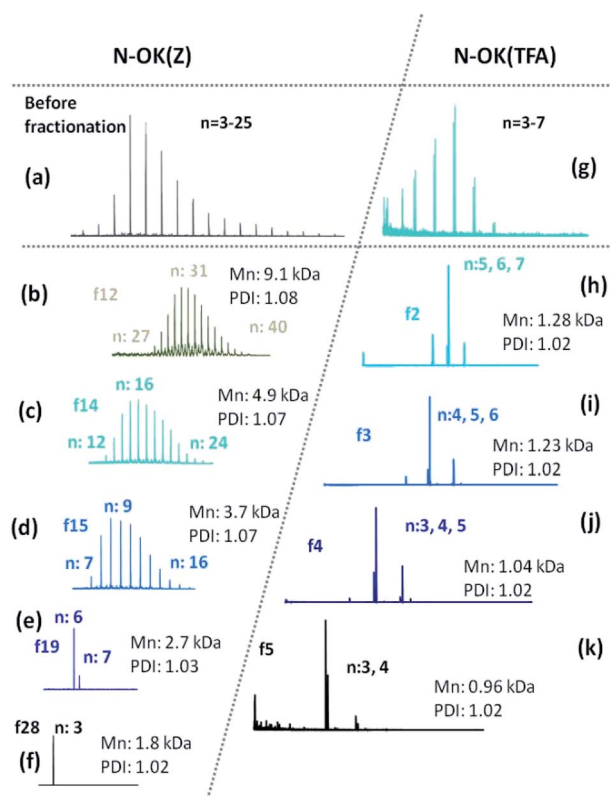 N-OK(Z)
N-OK(TFA)
Before
fractionation
n=3-25
(a)
n=3-7
(g)
(b)
n: 31
f12
Mn: 9.1 kDa
PDI: 1.08
n: 27
n: 40
n:5, 6, 7
(h)
f2
Mn: 1.28 kDa
PDI: 1.02
(c)
n: 16
f14
Mn: 4.9 kDa
PDI: 1.07
n: 12
n: 24
n:4, 5, 6
(i)
f3
Mn: 1.23 kDa
PDI: 1.02
(d)
n: 9
f15
Mn: 3.7 kDa
PDI: 1.07
n: 7
n: 16
n:3, 4, 5
(j)
f4
Mn: 1.04 kDa
PDI: 1.02
(e)
n: 6
f19
n: 7
Mn: 2.7 kDa
PDI: 1.03
f5
n:3, 4
(k)
Mn: 0.96 kDa
PDI: 1.02
f28
n: 3
(f)
Mn: 1.8 kDa
PDI: 1.02